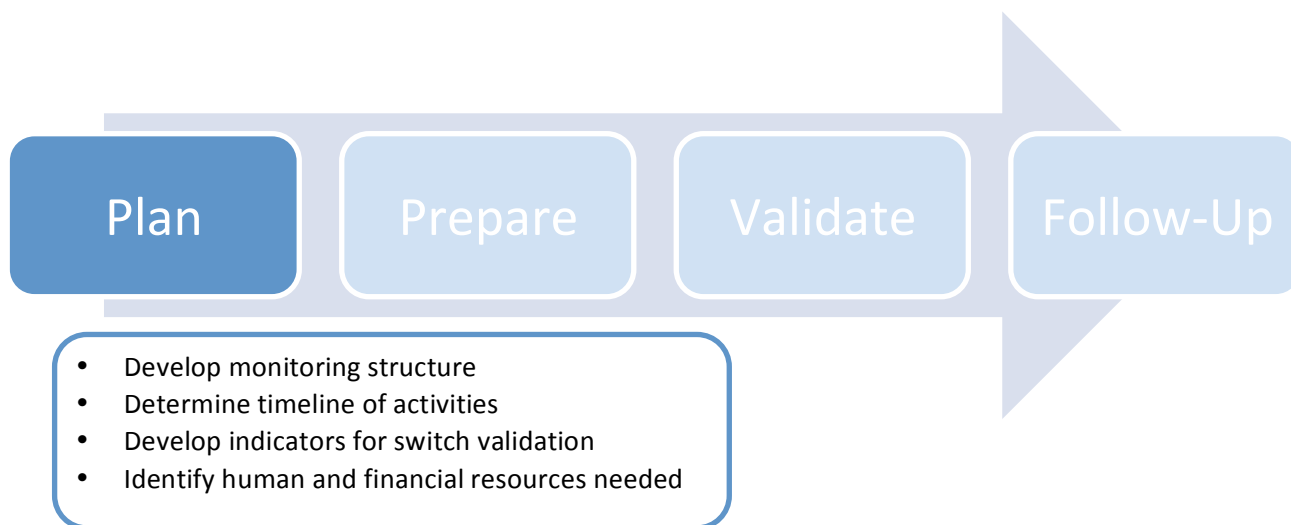 Plan
Prepare
Validate
Follow-Up
• Develop monitoring structure
• Determine timeline of activities
• Develop indicators for switch validation
• Identify human and financial resources needed